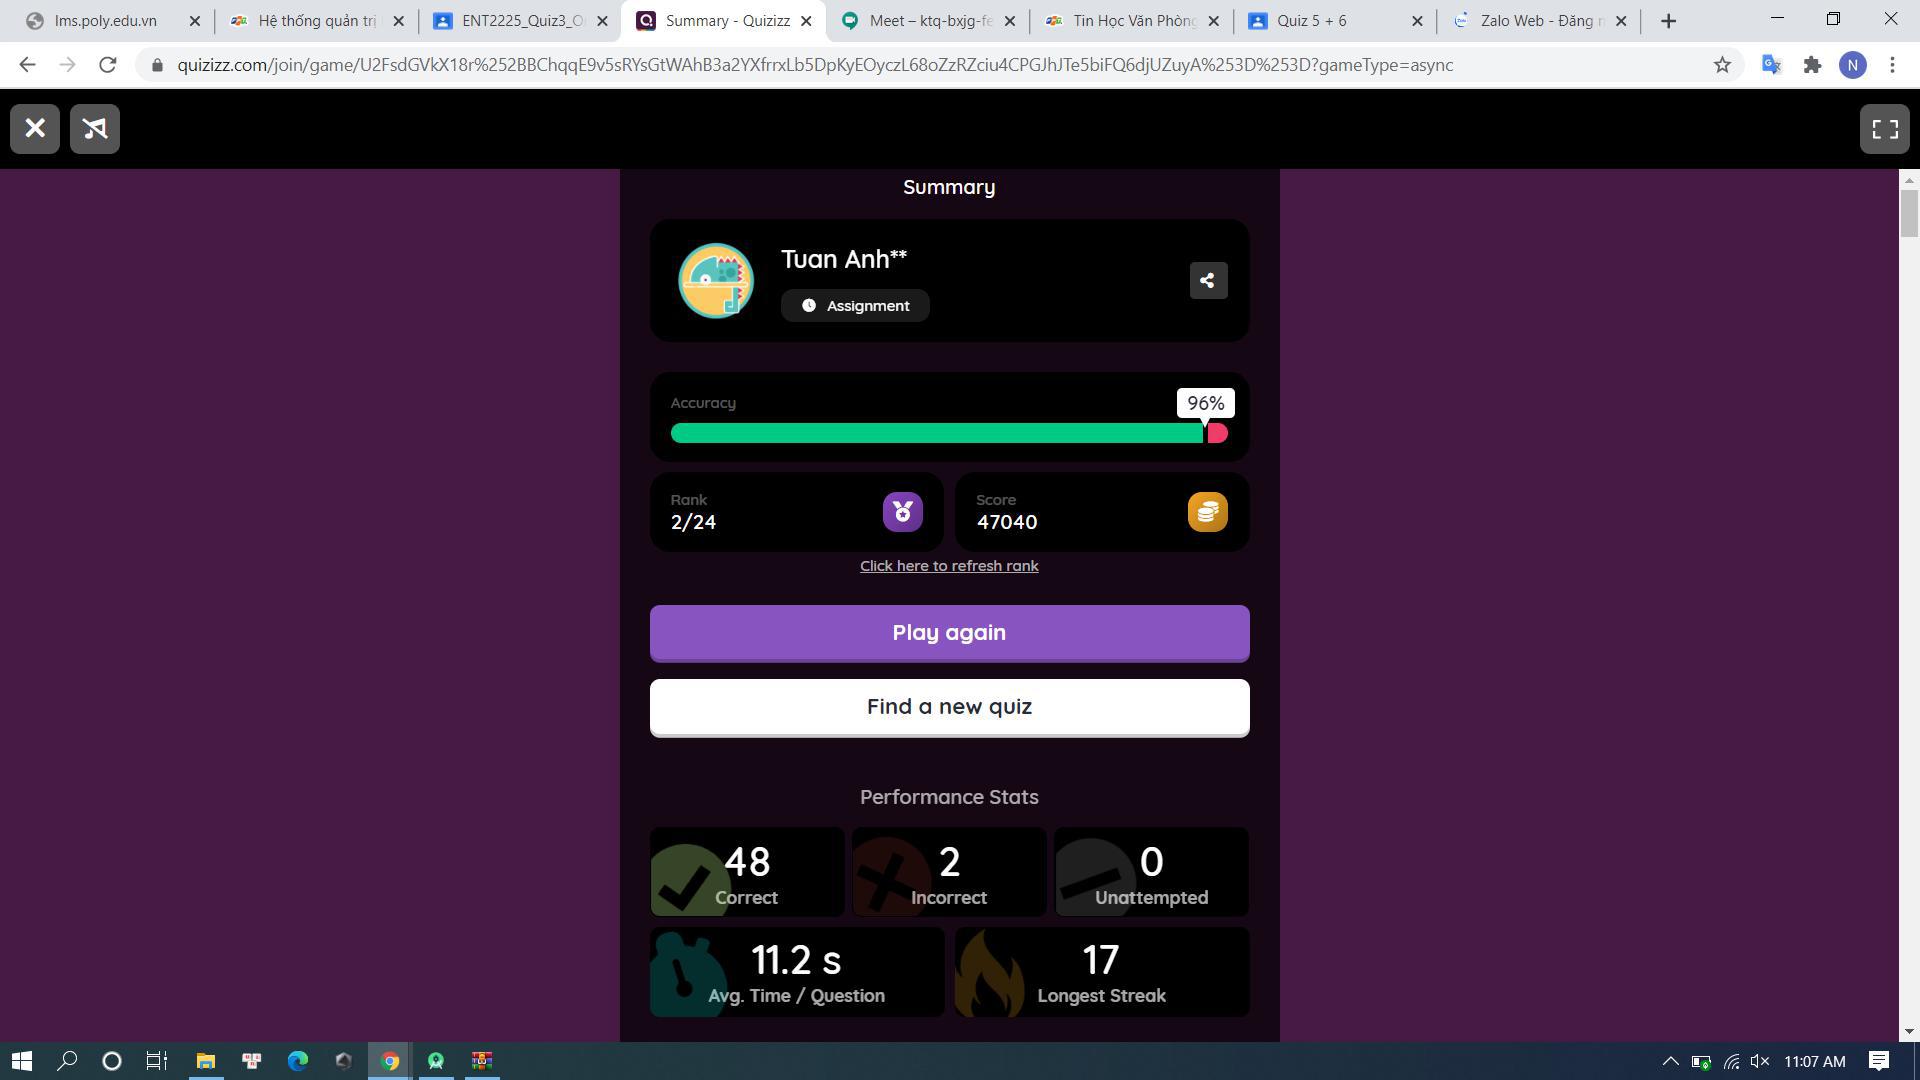 lms.poly.edu.vn
Hệ thống quản trị
ENT2225_Quiz3_O
Summary - Quizizz
Meet – ktq-bxjg-fe
Tin Học Văn Phòng
Quiz 5 + 6
Zalo Web - Đăng n
quizizz.com/join/game/U2FsdGVkX18r%252BBChqqE9v5sRYsGtWAhB3a2YXfrrxLb5DpKyEOyczL68oZzRZciu4CPGJhJTe5biFQ6djUZuyA%253D%253D?gameType=async
N
Summary
Tuan Anh**
Assignment
Accuracy
96%
Rank
2/24
Score
47040
Click here to refresh rank
Play again
Find a new quiz
Performance Stats
48
Correct
2
Incorrect
0
Unattempted
11.2 s
Avg. Time / Question
17
Longest Streak
11:07 AM